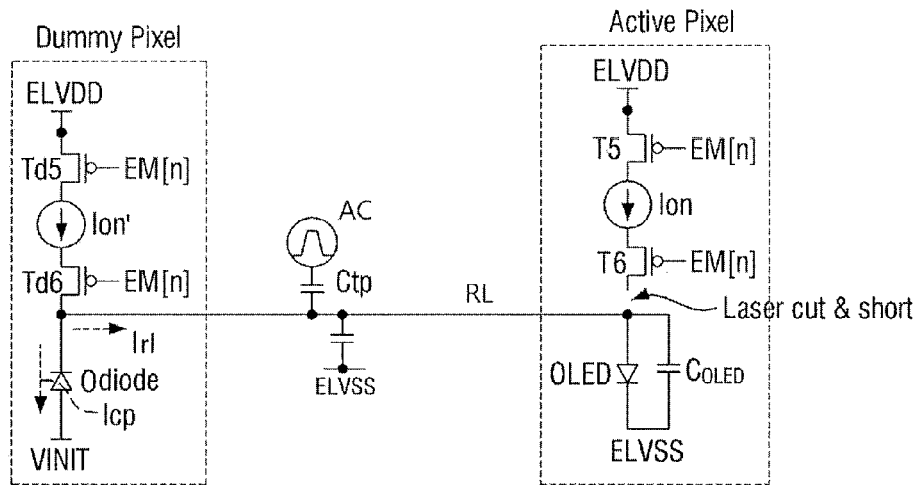 Dummy Pixel
ELVDD
Td5
EM[n]
Ion'
Td6
EM[n]
Irl
Odiode
Icp
VINIT
AC
Ctp
ELVSS
RL
Active Pixel
ELVDD
T5
EM[n]
Ion
T6
EM[n]
Laser cut & short
OLED
COLED
ELVSS